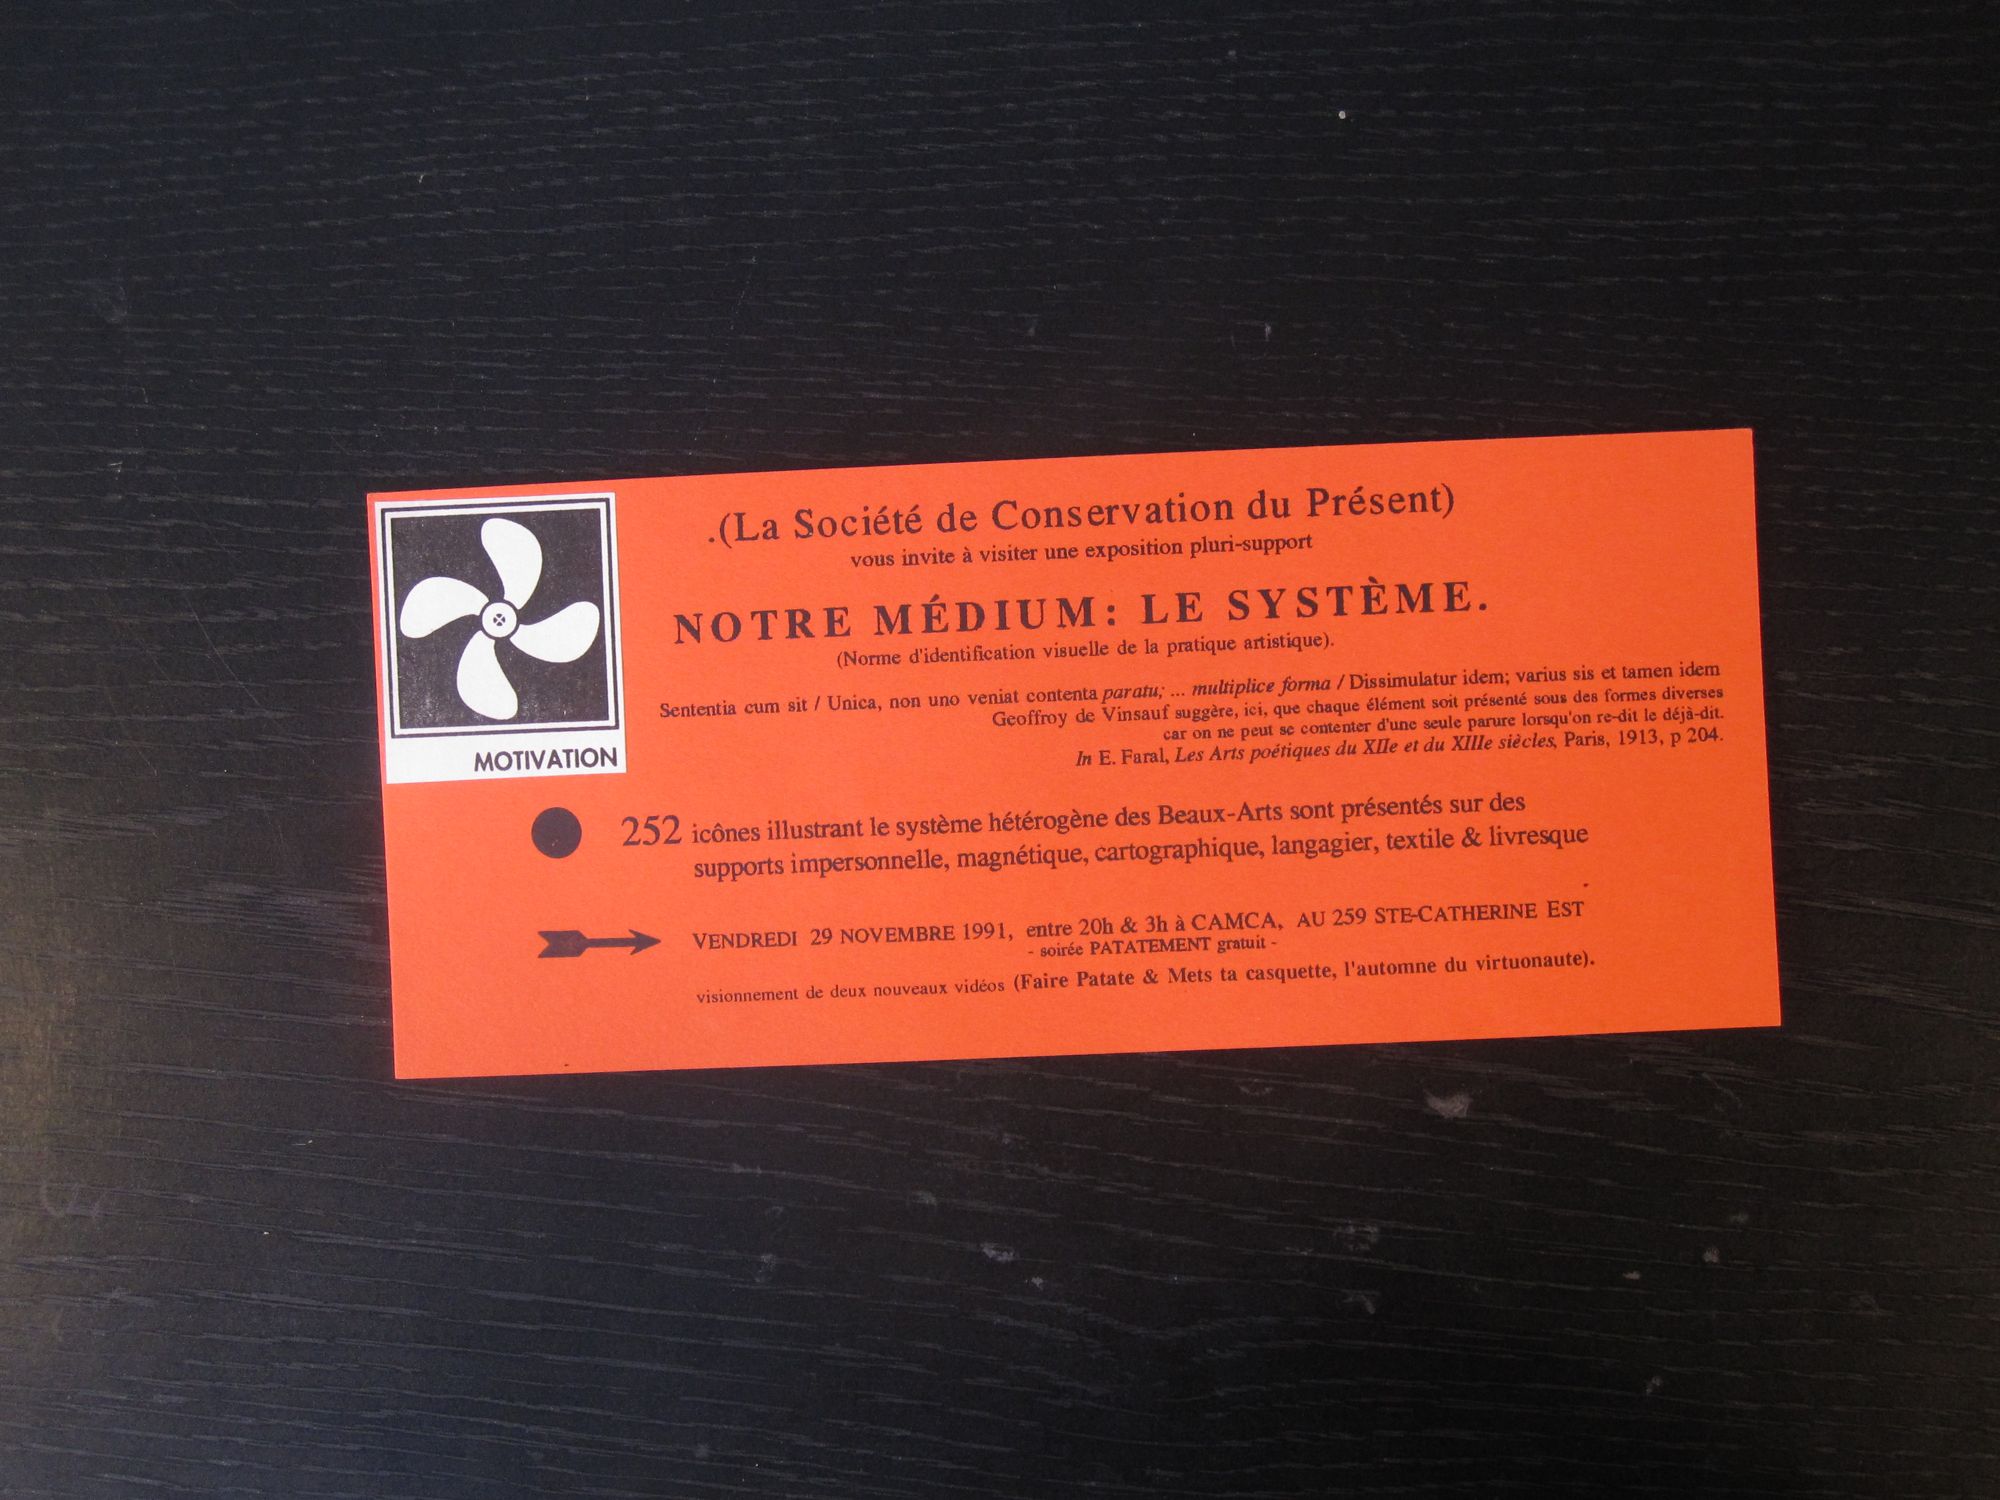 .(La Société de Conservation du Présent)
vous invite à visiter une exposition pluri-support
NOTRE MÉDIUM: LE SYSTÈME.
(Norme d'identification visuelle de la pratique artistique).
Sententia cum sit / Unica, non uno veniat contenta paratu; ... multiplice forma / Dissimulatur idem; varius sis et tamen idem
Geoffroy de Vinsauf suggère, ici, que chaque élément soit présenté sous des formes diverses
car on ne peut se contenter d'une seule parure lorsqu'on re-dit le déjà-dit.
In E. Faral, Les Arts poétiques du XIIe et du XIIIe siècles, Paris, 1913, p 204.
MOTIVATION
252 icônes illustrant le système hétérogène des Beaux-Arts sont présentés sur des
supports impersonnelle, magnétique, cartographique, langagier, textile & livresque
VENDREDI 29 NOVEMBRE 1991, entre 20h & 3h à CAMCA, AU 259 STE-CATHERINE EST
- soirée PATATEMENT gratuit -
visionnement de deux nouveaux vidéos (Faire Patate & Mets ta casquette, l'automne du virtuonaute).